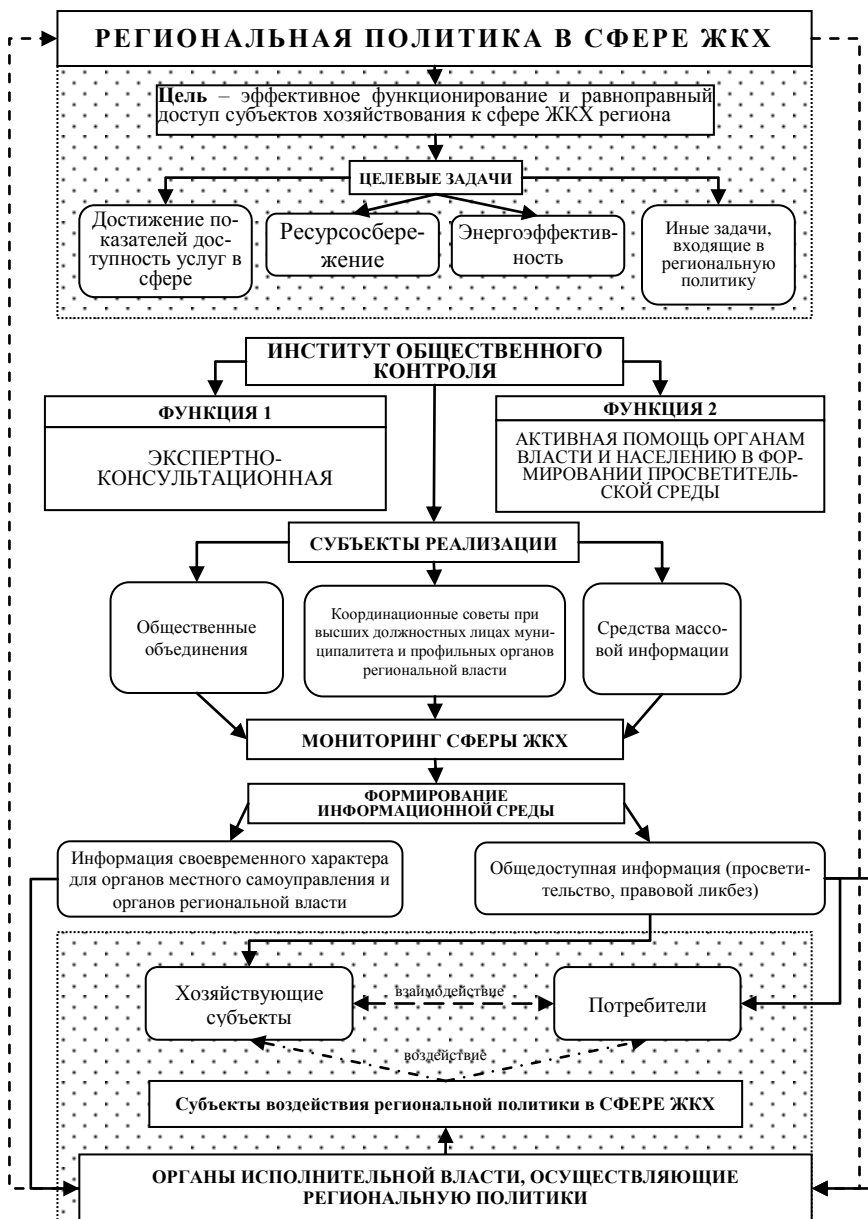 РЕГИОНАЛЬНАЯ ПОЛИТИКА В СФЕРЕ ЖКХ
Цель – эффективное функционирование и равноправный
доступ субъектов хозяйствования к сфере ЖКХ региона
ЦЕЛЕВЫЕ ЗАДАЧИ
Достижение по-
казателей дос-
тупность услуг в
сфере
Ресурсосбере-
жение
Энергоэффектив-
ность
Иные задачи,
входящие в
региональную
политику
ИНСТИТУТ ОБЩЕСТВЕННОГО
КОНТРОЛЯ
ФУНКЦИЯ 1
ЭКСПЕРТНО-
КОНСУЛЬТАЦИОННАЯ
ФУНКЦИЯ 2
АКТИВНАЯ ПОМОЩЬ ОРГАНАМ
ВЛАСТИ И НАСЕЛЕНИЮ В ФОР-
МИРОВАНИИ ПРОСВЕТИТЕЛЬ-
СКОЙ СРЕДЫ
СУБЪЕКТЫ РЕАЛИЗАЦИИ
Общественные
объединения
Координационные советы при
высших должностных лицах муни-
ципалитета и профильных органов
региональной власти
Средства массо-
вой информации
МОНИТОРИНГ СФЕРЫ ЖКХ
ФОРМИРОВАНИЕ
ИНФОРМАЦИОННОЙ СРЕДЫ
Информация своевременного характера
для органов местного самоуправления и
органов региональной власти
Общедоступная информация (просвети-
тельство, правовой ликбез)
Хозяйствующие
субъекты
взаимодействие
Потребители
воздействие
Субъекты воздействия региональной политики в СФЕРЕ ЖКХ
ОРГАНЫ ИСПОЛНИТЕЛЬНОЙ ВЛАСТИ, ОСУЩЕСТВЛЯЮЩИЕ
РЕГИОНАЛЬНУЮ ПОЛИТИКИ